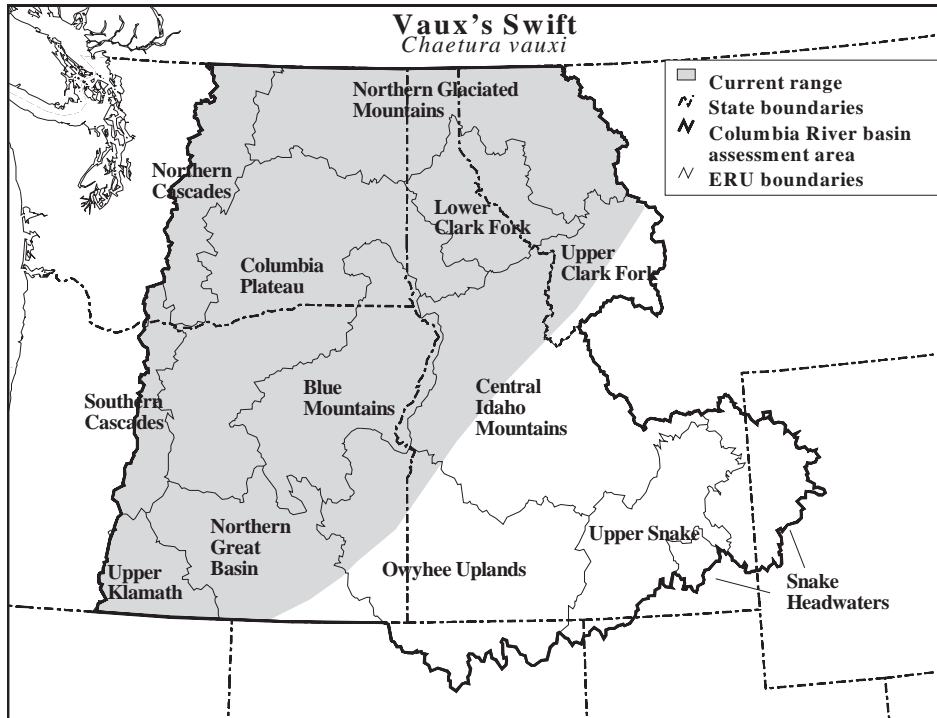 Vaux's Swift
Chaetura vauxi
Current range
State boundaries
Columbia River basin
assessment area
ERU boundaries
Northern Glaciated
Mountains
Northern
Cascades
Lower
Clark Fork
Upper
Clark Fork
Columbia
Plateau
Blue
Mountains
Central
Idaho
Mountains
Southern
Cascades
Northern
Great
Basin
Upper Snake
Owyhee Uplands
Upper
Klamath
Snake
Headwaters